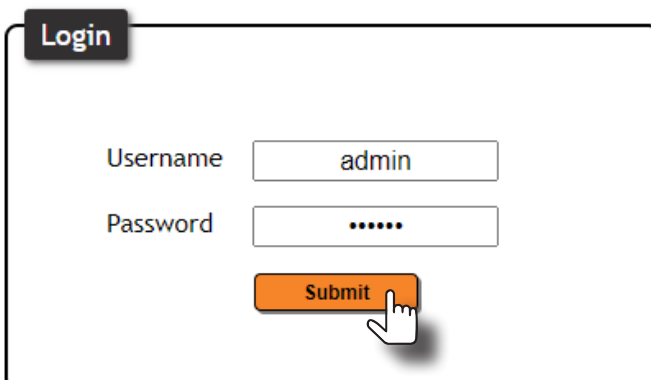 Login
Username admin
Password ••••••
Submit